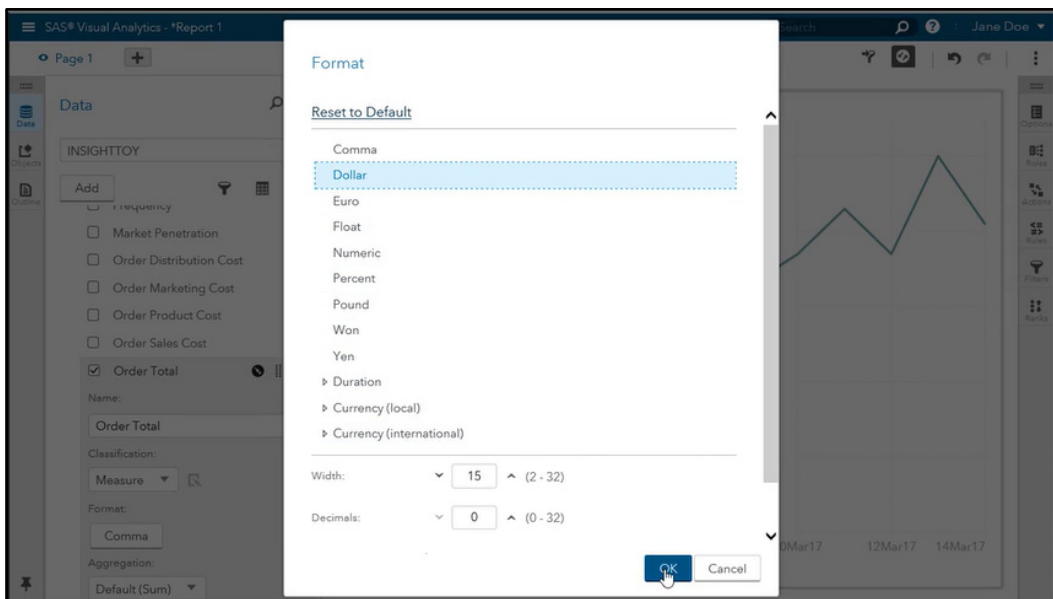 SAS® Visual Analytics - *Report 1
Search
Jane Doe
Page 1
Data
Data
INSIGHTTOY
Objects
Add
Outline
Frequency
Market Penetration
Order Distribution Cost
Order Marketing Cost
Order Product Cost
Order Sales Cost
Order Total
Name:
Order Total
Classification:
Measure
Format:
Comma
Aggregation:
Default (Sum)
Format
Reset to Default
Comma
Dollar
Euro
Float
Numeric
Percent
Pound
Won
Yen
Duration
Currency (local)
Currency (international)
Width: 15 (2 - 32)
Decimals: 0 (0 - 32)
OK Cancel
12Mar17 14Mar17
Options
Roles
Actions
Rules
Filters
Ranks